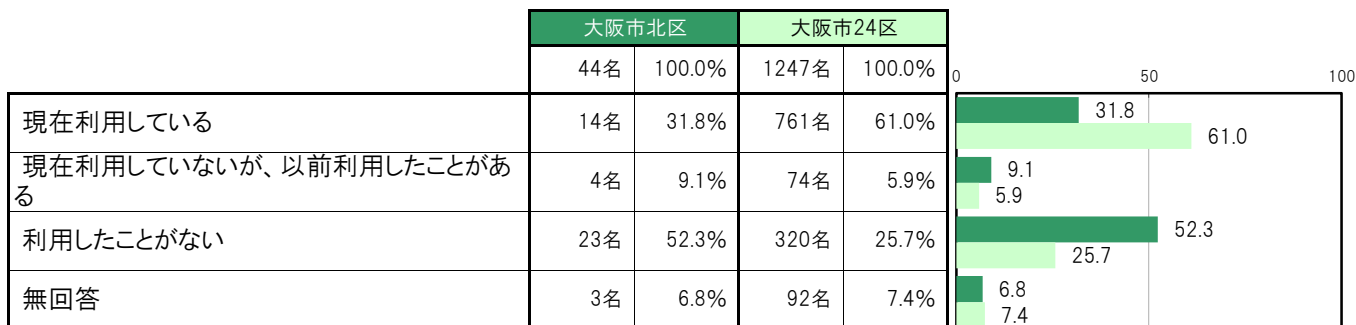 大阪市北区 大阪市24区
44名 100.0% 1247名 100.0%
0 50 100
現在利用している 14名 31.8% 761名 61.0%
31.8
61.0
現在利用していないが、以前利用したことがあ
る
4名 9.1% 74名 5.9%
9.1
5.9
利用したことがない 23名 52.3% 320名 25.7%
52.3
25.7
無回答 3名 6.8% 92名 7.4%
6.8
7.4